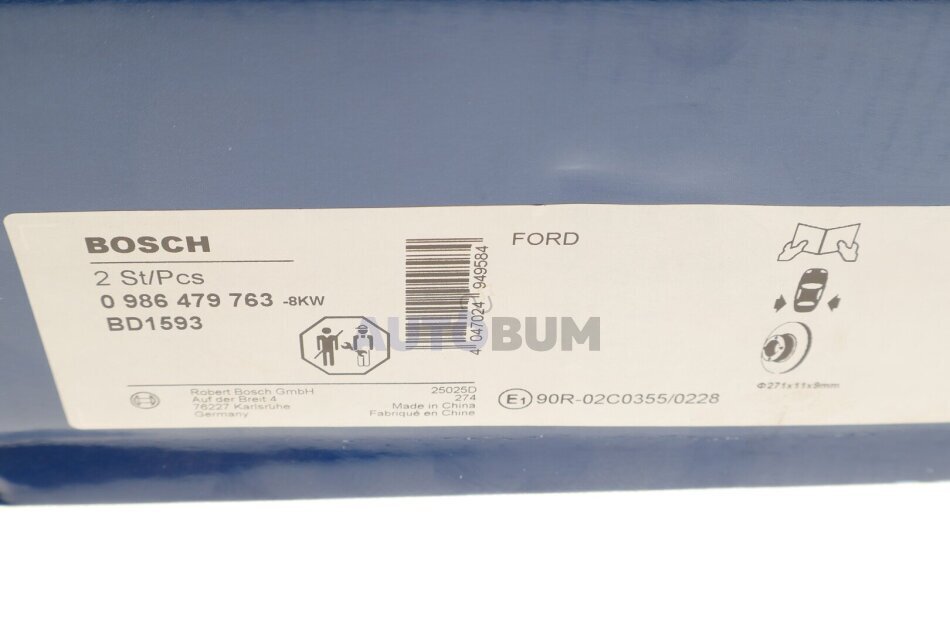 BOSCH
2 St/Pcs
0 986 479 763 -8KW
BD1593
4 047024 949584
FORD
AUTOBUM
Robert Bosch GmbH
Auf der Breit 4
76227 Karlsruhe
Germany
25025D
274
Made in China
Fabriqué en Chine
E1 90R-02C0355/0228
Φ271x11x9mm